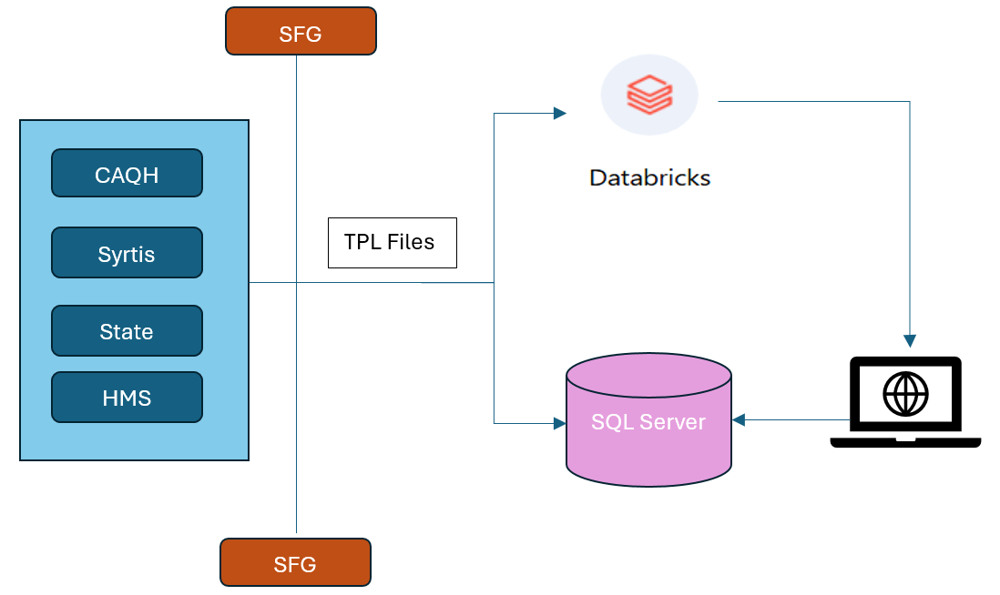 SFG
CAQH
Syrtis
State
HMS
TPL Files
Databricks
SQL Server
SFG